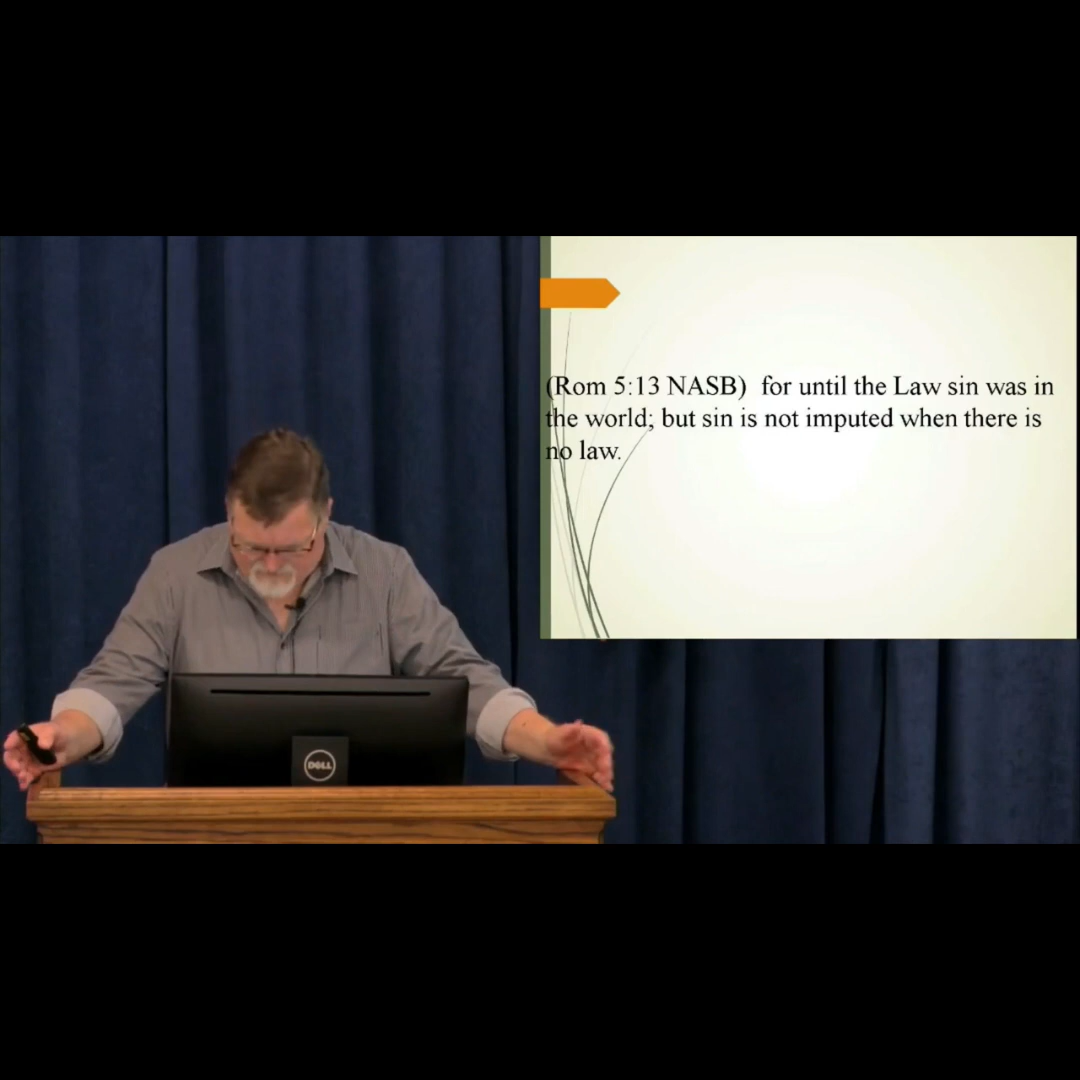 (Rom 5:13 NASB)  for until the Law sin was in
the world; but sin is not imputed when there is
no law.
DELL